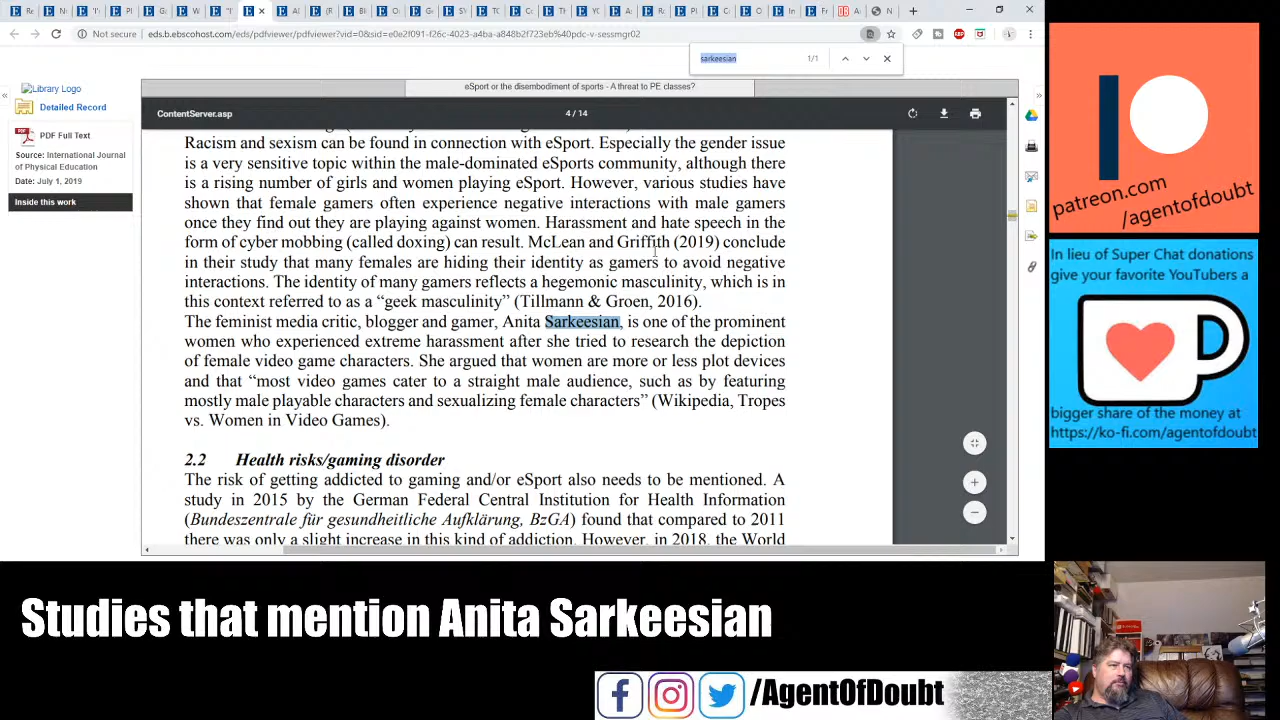 Not secure
eds.b.ebscohost.com/eds/pdfviewer/pdfviewer?vid=0&sid=e0e2f091-f26c-4023-a4ba-a848b2f723eb%40pdc-v-sessmgr02
sarkeesian
1/1
Library Logo
Detailed Record
PDF Full Text
Source: International Journal
of Physical Education
Date: July 1, 2019
Inside this work
eSport or the disembodiment of sports - A threat to PE classes?
ContentServer.asp
4 / 14
Racism and sexism can be found in connection with eSport. Especially the gender issue
is a very sensitive topic within the male-dominated eSports community, although there
is a rising number of girls and women playing eSport. However, various studies have
shown that female gamers often experience negative interactions with male gamers
once they find out they are playing against women. Harassment and hate speech in the
form of cyber mobbing (called doxing) can result. McLean and Griffith (2019) conclude
in their study that many females are hiding their identity as gamers to avoid negative
interactions. The identity of many gamers reflects a hegemonic masculinity, which is in
this context referred to as a “geek masculinity” (Tillmann & Groen, 2016).
The feminist media critic, blogger and gamer, Anita Sarkeesian, is one of the prominent
women who experienced extreme harassment after she tried to research the depiction
of female video game characters. She argued that women are more or less plot devices
and that “most video games cater to a straight male audience, such as by featuring
mostly male playable characters and sexualizing female characters” (Wikipedia, Tropes
vs. Women in Video Games).
2.2 Health risks/gaming disorder
The risk of getting addicted to gaming and/or eSport also needs to be mentioned. A
study in 2015 by the German Federal Central Institution for Health Information
(Bundeszentrale für gesundheitliche Aufklärung, BzGA) found that compared to 2011
there was only a slight increase in this kind of addiction. However, in 2018, the World
patreon.com
/agentofdoubt
In lieu of Super Chat donations
give your favorite YouTubers a
bigger share of the money at
https://ko-fi.com/agentofdoubt
Studies that mention Anita Sarkeesian
/AgentOfDoubt